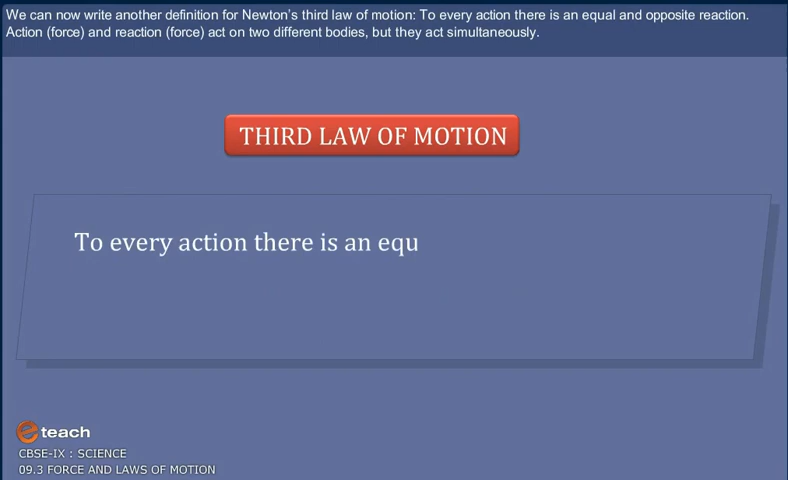 We can now write another definition for Newton's third law of motion: To every action there is an equal and opposite reaction.
Action (force) and reaction (force) act on two different bodies, but they act simultaneously.
THIRD LAW OF MOTION
To every action there is an equ
e teach
CBSE-IX : SCIENCE
09.3 FORCE AND LAWS OF MOTION